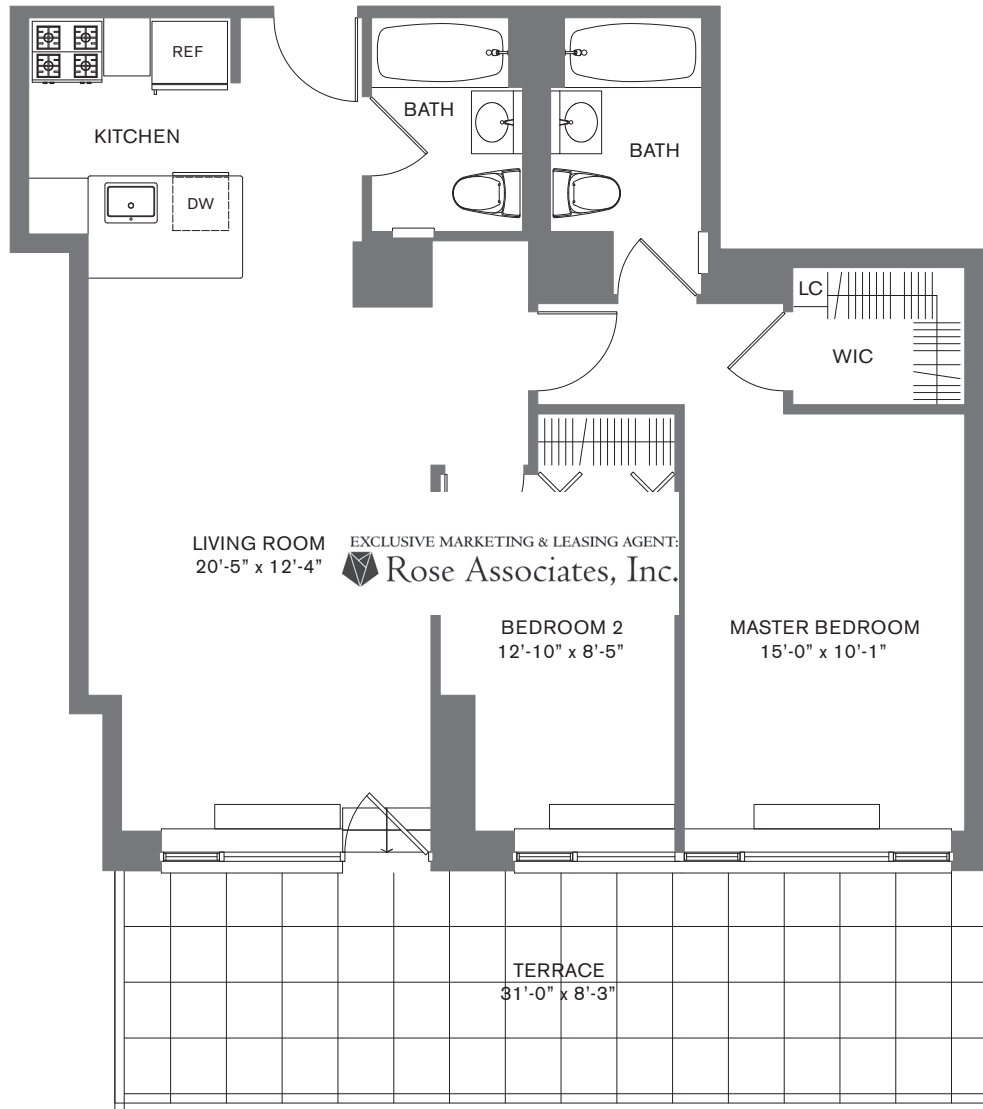 REF
BATH
KITCHEN
BATH
DW
LC
WIC
LIVING ROOM
20'-5" x 12'-4"
EXCLUSIVE MARKETING & LEASING AGENT:
Rose Associates, Inc.
BEDROOM 2
12'-10" x 8'-5"
MASTER BEDROOM
15'-0" x 10'-1"
TERRACE
31'-0" x 8'-3"